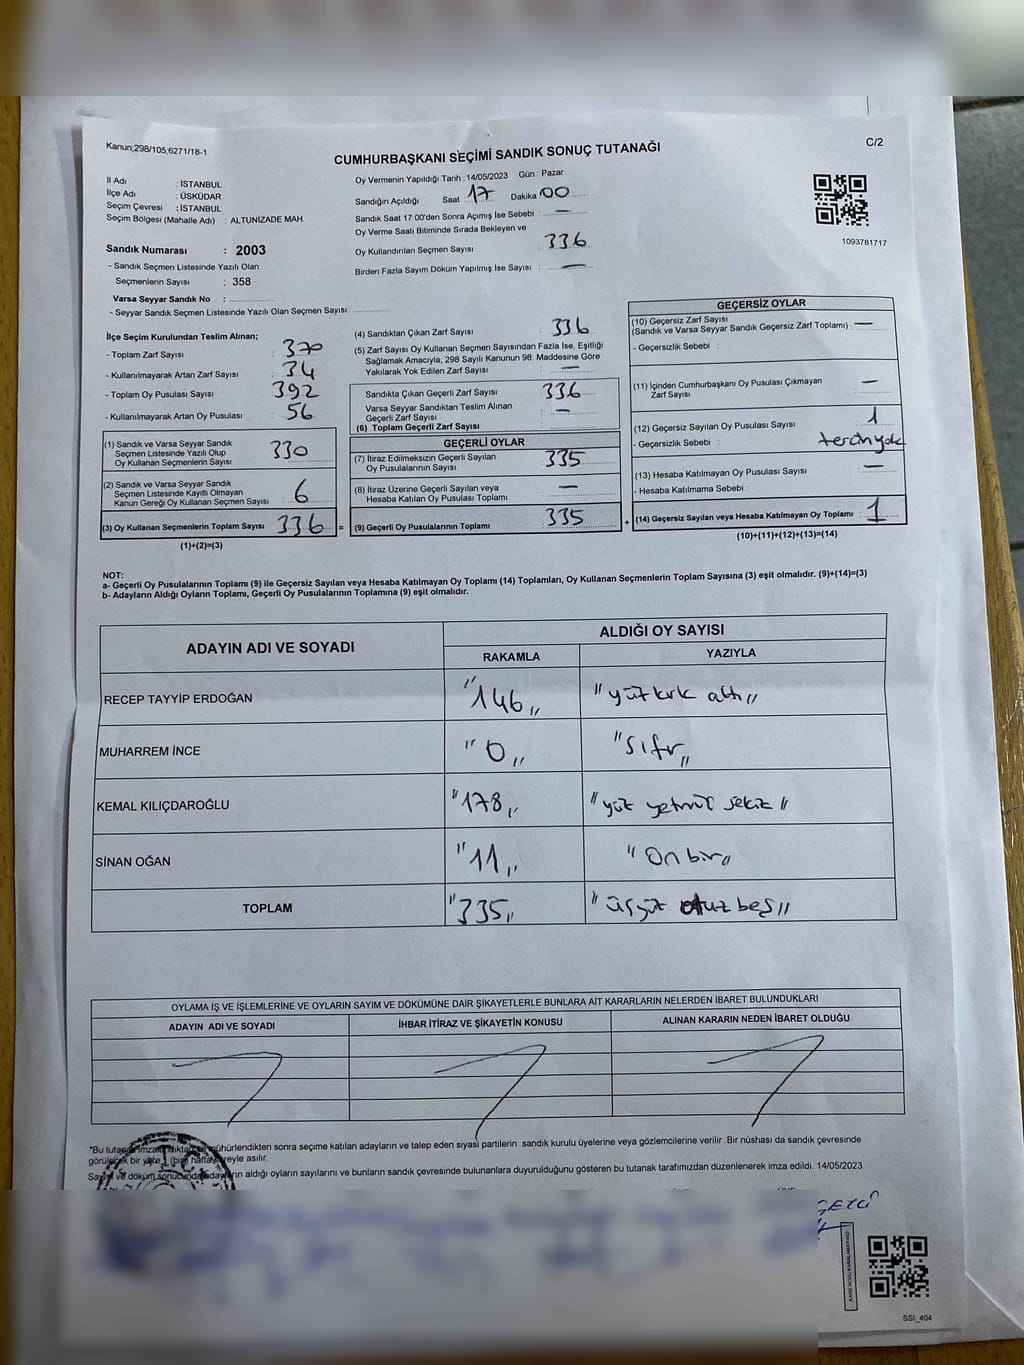 Kanun;298/105,6271/18-1
C/2
CUMHURBAŞKANI SEÇİMİ SANDIK SONUÇ TUTANAĞI
İl Adı : İSTANBUL
İlçe Adı : ÜSKÜDAR
Seçim Çevresi : İSTANBUL
Seçim Bölgesi (Mahalle Adı) : ALTUNİZADE MAH.
Sandık Numarası : 2003
- Sandık Seçmen Listesinde Yazılı Olan
Seçmenlerin Sayısı : 358
Varsa Seyyar Sandık No :
- Seyyar Sandık Seçmen Listesinde Yazılı Olan Seçmen Sayısı:
Oy Vermenin Yapıldığı Tarih : 14/05/2023 Gün : Pazar
Sandığın Açıldığı Saat 17 Dakika 00
Sandık Saat 17:00'den Sonra Açımış İse Sebebi : —
Oy Verme Saati Bitiminde Sırada Bekleyen ve
Oy Kullandırılan Seçmen Sayısı : 336
Birden Fazla Sayım Döküm Yapılmış İse Sayısı : —
1093781717
İlçe Seçim Kurulundan Teslim Alınan;
- Toplam Zarf Sayısı : 370
- Kullanılmayarak Artan Zarf Sayısı : 34
- Toplam Oy Pusulası Sayısı : 392
- Kullanılmayarak Artan Oy Pusulası : 56
(1) Sandık ve Varsa Seyyar Sandık
Seçmen Listesinde Yazılı Olup
Oy Kullanan Seçmenlerin Sayısı : 330
(2) Sandık ve Varsa Seyyar Sandık
Seçmen Listesinde Kayıtlı Olmayan
Kanun Gereği Oy Kullanan Seçmen Sayısı : 6
(3) Oy Kullanan Seçmenlerin Toplam Sayısı : 336 =
(1)+(2)=(3)
(4) Sandıktan Çıkan Zarf Sayısı : 336
(5) Zarf Sayısı Oy Kullanan Seçmen Sayısından Fazla İse, Eşitliği
Sağlamak Amacıyla, 298 Sayılı Kanunun 98. Maddesine Göre
Yakılarak Yok Edilen Zarf Sayısı : —
Sandıkta Çıkan Geçerli Zarf Sayısı : 336
Varsa Seyyar Sandıktan Teslim Alınan
Geçerli Zarf Sayısı : —
(6) Toplam Geçerli Zarf Sayısı :
GEÇERLİ OYLAR
(7) İtiraz Edilmeksizin Geçerli Sayılan
Oy Pusulalarının Sayısı : 335
(8) İtiraz Üzerine Geçerli Sayılan veya
Hesaba Katılan Oy Pusulası Toplamı : —
(9) Geçerli Oy Pusulalarının Toplamı : 335 +
GEÇERSİZ OYLAR
(10) Geçersiz Zarf Sayısı
(Sandık ve Varsa Seyyar Sandık Geçersiz Zarf Toplamı) : —
- Geçersizlik Sebebi :
(11) İçinden Cumhurbaşkanı Oy Pusulası Çıkmayan
Zarf Sayısı : —
(12) Geçersiz Sayılan Oy Pusulası Sayısı : 1
- Geçersizlik Sebebi : tercih yok
(13) Hesaba Katılmayan Oy Pusulası Sayısı : —
- Hesaba Katılmama Sebebi :
(14) Geçersiz Sayılan veya Hesaba Katılmayan Oy Toplamı : 1
(10)+(11)+(12)+(13)=(14)
NOT:
a- Geçerli Oy Pusulalarının Toplamı (9) ile Geçersiz Sayılan veya Hesaba Katılmayan Oy Toplamı (14) Toplamları, Oy Kullanan Seçmenlerin Toplam Sayısına (3) eşit olmalıdır. (9)+(14)=(3)
b- Adayların Aldığı Oyların Toplamı, Geçerli Oy Pusulalarının Toplamına (9) eşit olmalıdır.
ADAYIN ADI VE SOYADI
ALDIĞI OY SAYISI
RAKAMLA YAZIYLA
RECEP TAYYİP ERDOĞAN "146,, "yüz kırk altı,,
MUHARREM İNCE "0,, "sıfır,,
KEMAL KILIÇDAROĞLU "178,, "yüz yetmiş sekiz"
SİNAN OĞAN "11,, "On bir,,
TOPLAM "335,, "üçyüz otuz beş,,
OYLAMA İŞ VE İŞLEMLERİNE VE OYLARIN SAYIM VE DÖKÜMÜNE DAİR ŞİKAYETLERLE BUNLARA AİT KARARLARIN NELERDEN İBARET BULUNDUKLARI
ADAYIN ADI VE SOYADI İHBAR İTİRAZ VE ŞİKAYETİN KONUSU ALINAN KARARIN NEDEN İBARET OLDUĞU
*Bu mühürlendikten sonra seçime katılan adayların ve talep eden siyasi partilerin sandık kurulu üyelerine veya gözlemcilerine verilir. Bir nüshası da sandık çevresinde
görülecek bir yere 1 (bir) hafta süreyle asılır.
Sayım ve döküm sonucunda adayların aldığı oyların sayılarını ve bunların sandık çevresinde bulunanlara duyurulduğunu gösteren bu tutanak tarafımızdan düzenlenerek imza edildi. 14/05/2023
SSI_404